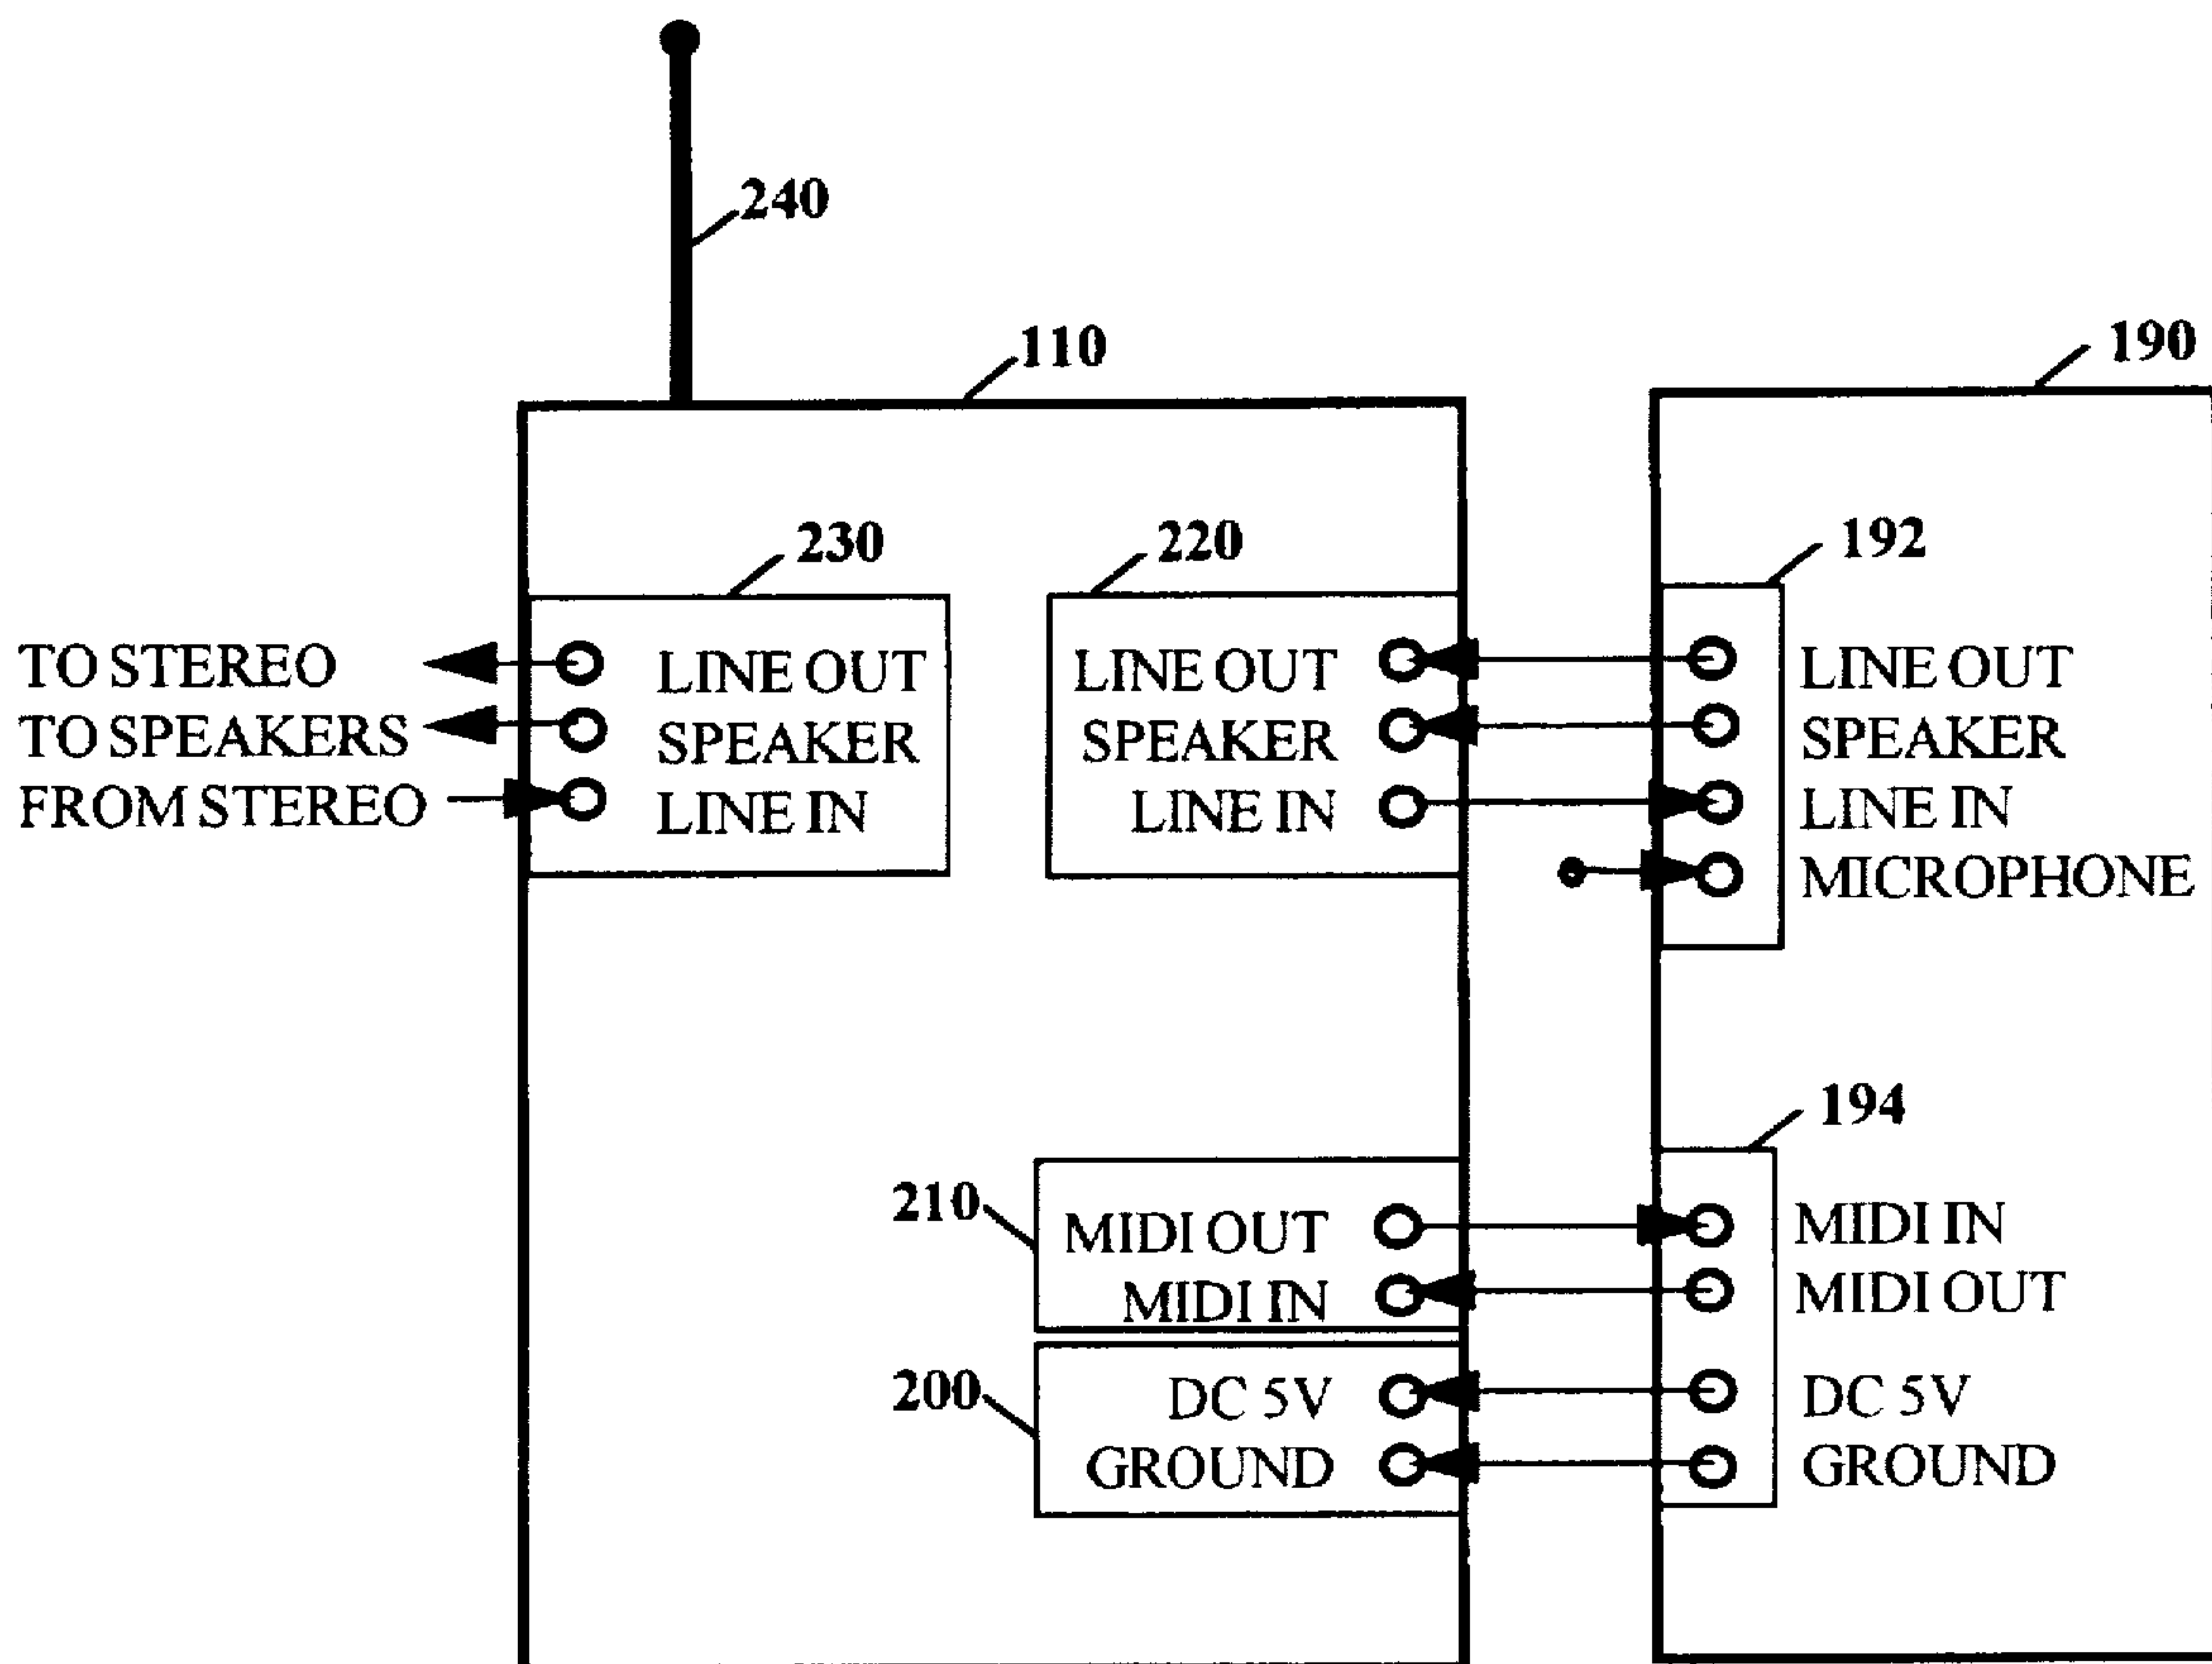 240
110
190
230
220
192
TO STEREO
TO SPEAKERS
FROM STEREO
LINE OUT
SPEAKER
LINE IN
LINE OUT
SPEAKER
LINE IN
LINE OUT
SPEAKER
LINE IN
MICROPHONE
194
210
MIDI OUT
MIDI IN
MIDI IN
MIDI OUT
200
DC 5V
GROUND
DC 5V
GROUND